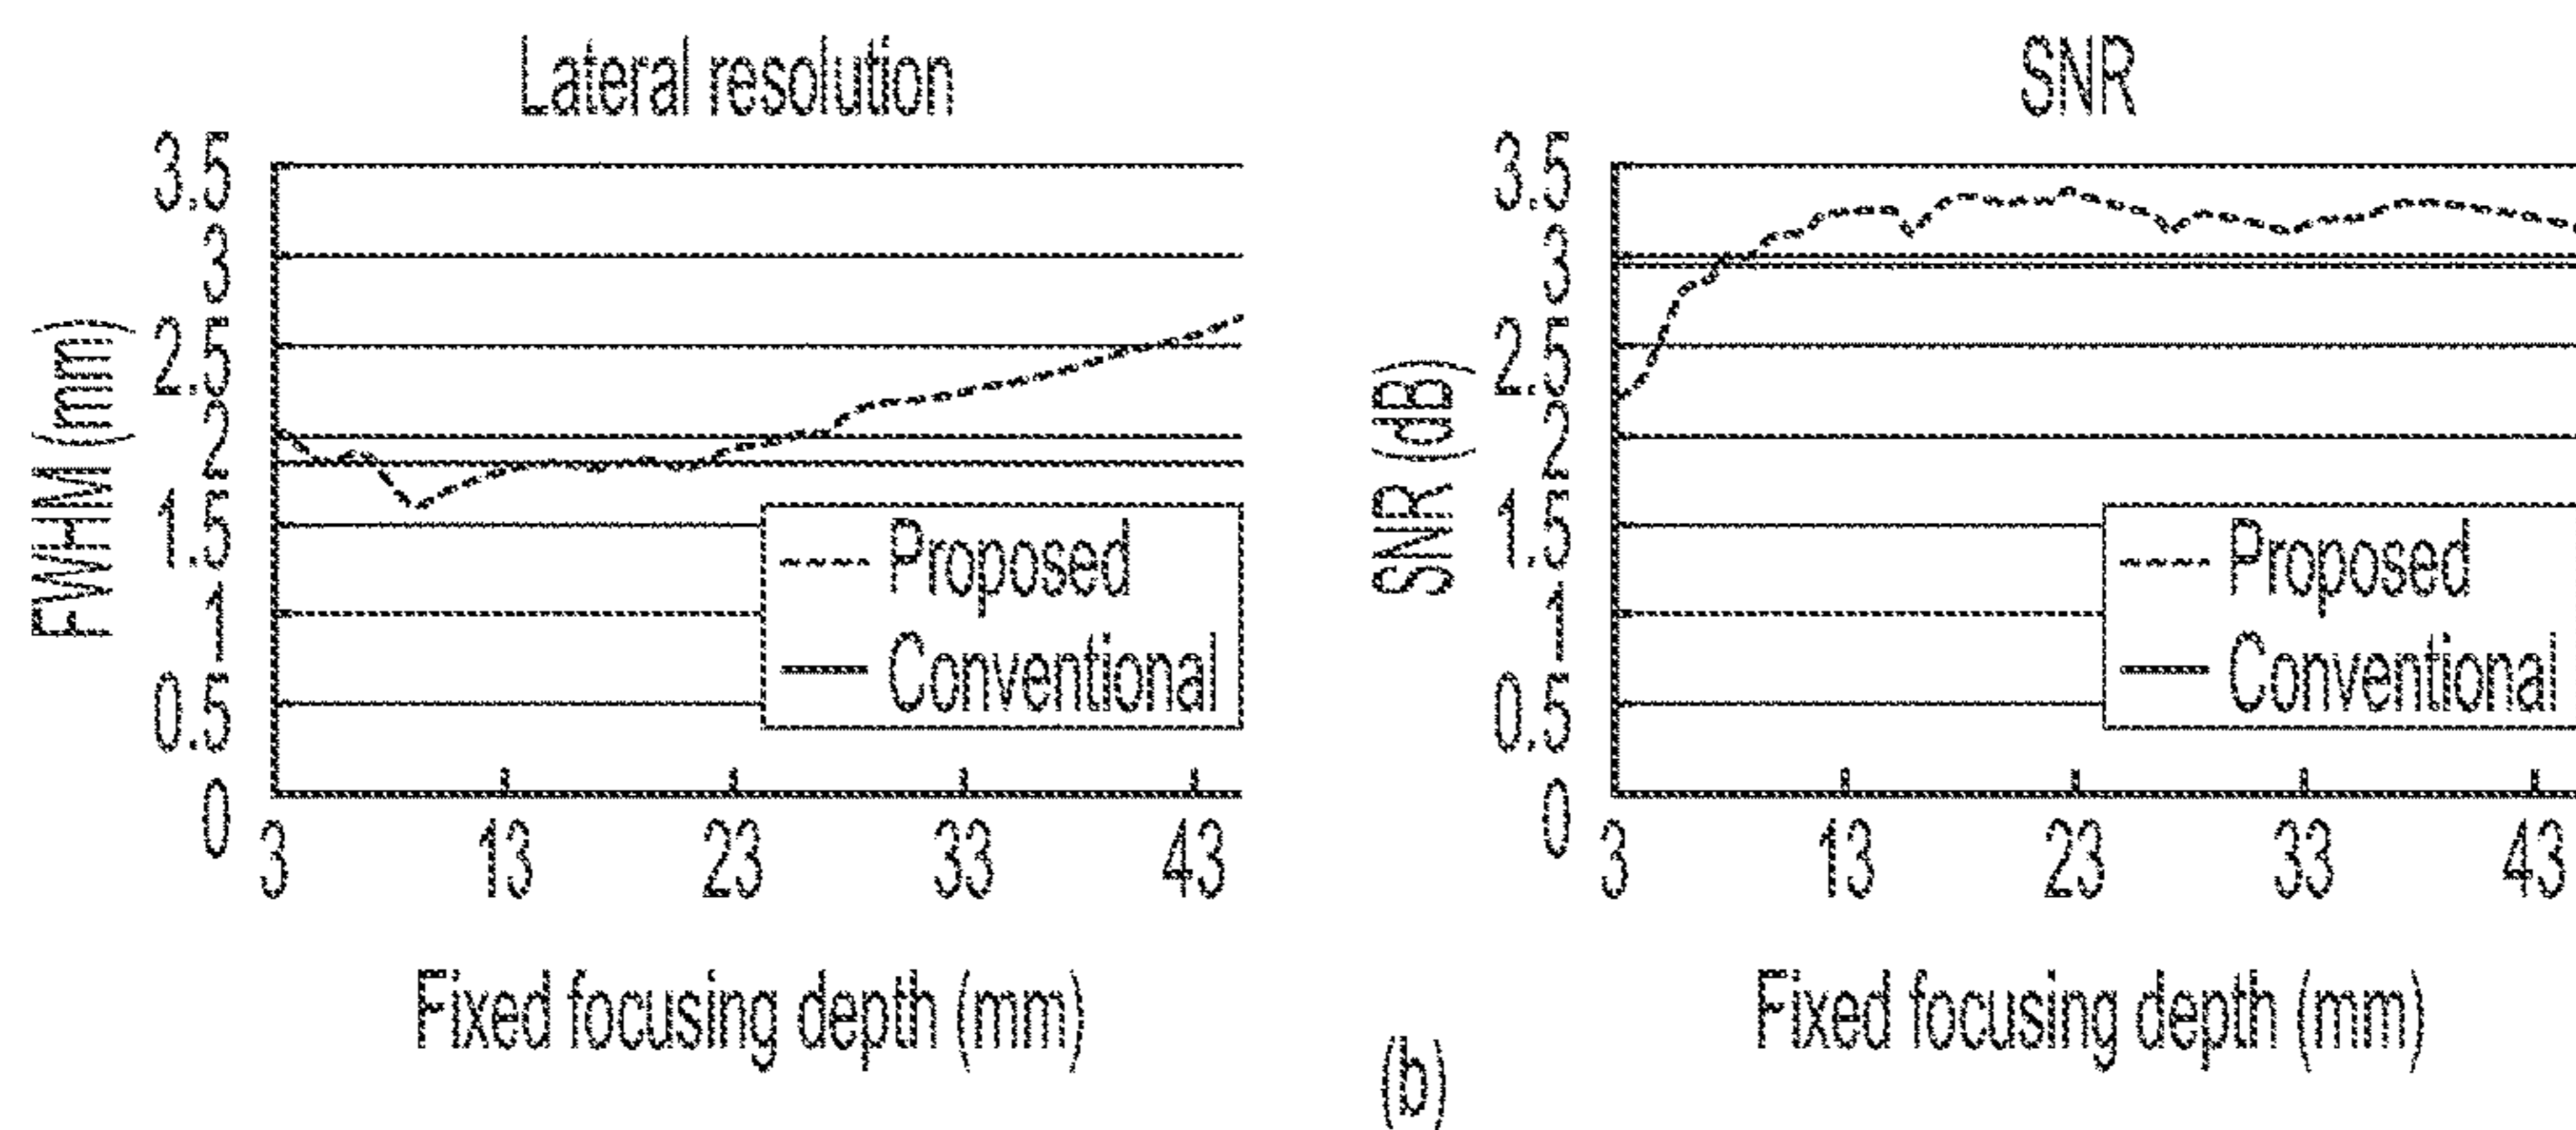 Lateral resolution
3.5
3
2.5
2
1.5
1
0.5
0
FWHM (mm)
Proposed
Conventional
3 13 23 33 43
Fixed focusing depth (mm)
SNR
3.5
3
2.5
2
1.5
1
0.5
0
SNR (dB)
Proposed
Conventional
3 13 23 33 43
Fixed focusing depth (mm)
(b)